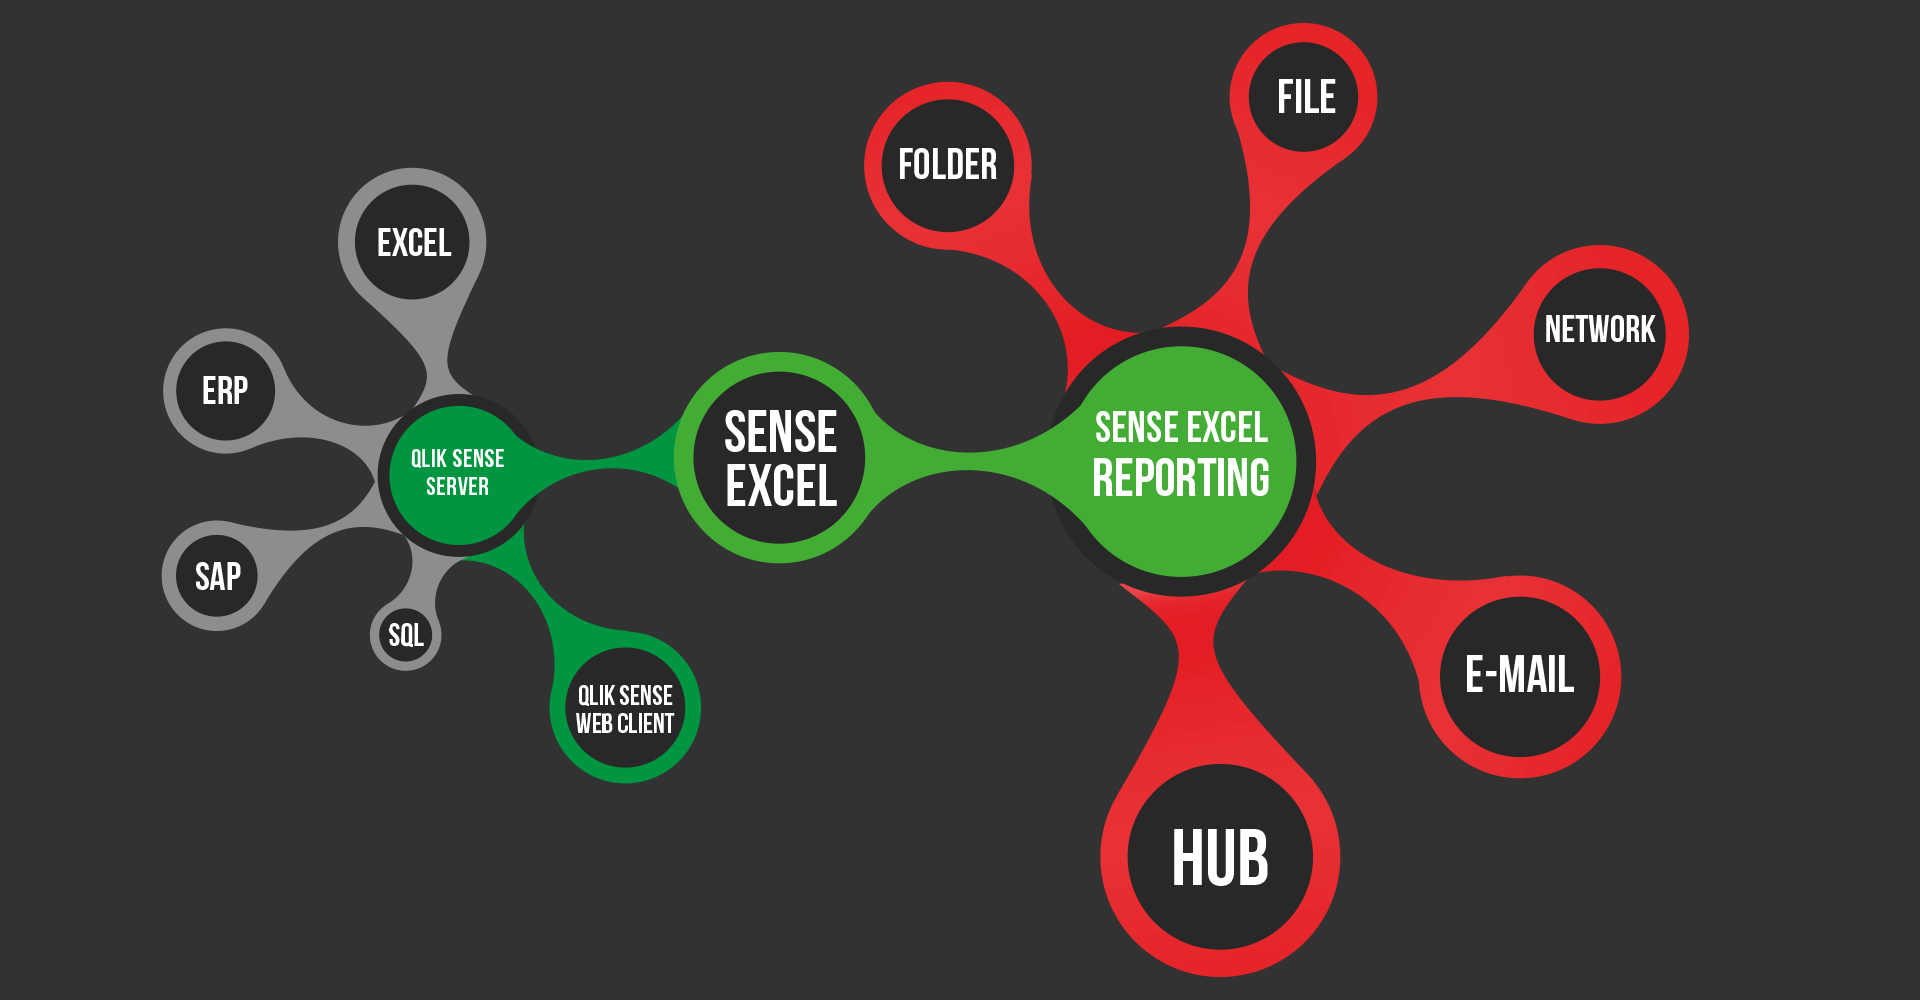 FILE
FOLDER
EXCEL
NETWORK
ERP
SENSE
EXCEL
SENSE EXCEL
REPORTING
QLIK SENSE
SERVER
SAP
SQL
E-MAIL
QLIK SENSE
WEB CLIENT
HUB